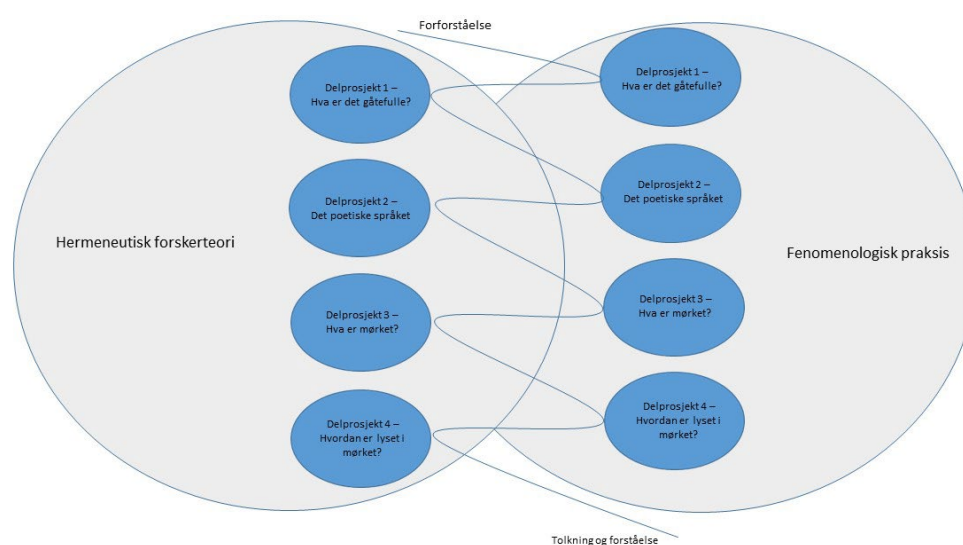 Forforståelse
Delprosjekt 1 –
Hva er det gåtefulle?
Delprosjekt 1 –
Hva er det gåtefulle?
Delprosjekt 2 –
Det poetiske språket
Delprosjekt 2 –
Det poetiske språket
Hermeneutisk forskerteori
Fenomenologisk praksis
Delprosjekt 3 –
Hva er mørket?
Delprosjekt 3 –
Hva er mørket?
Delprosjekt 4 –
Hvordan er lyset i
mørket?
Delprosjekt 4 –
Hvordan er lyset i
mørket?
Tolkning og forståelse